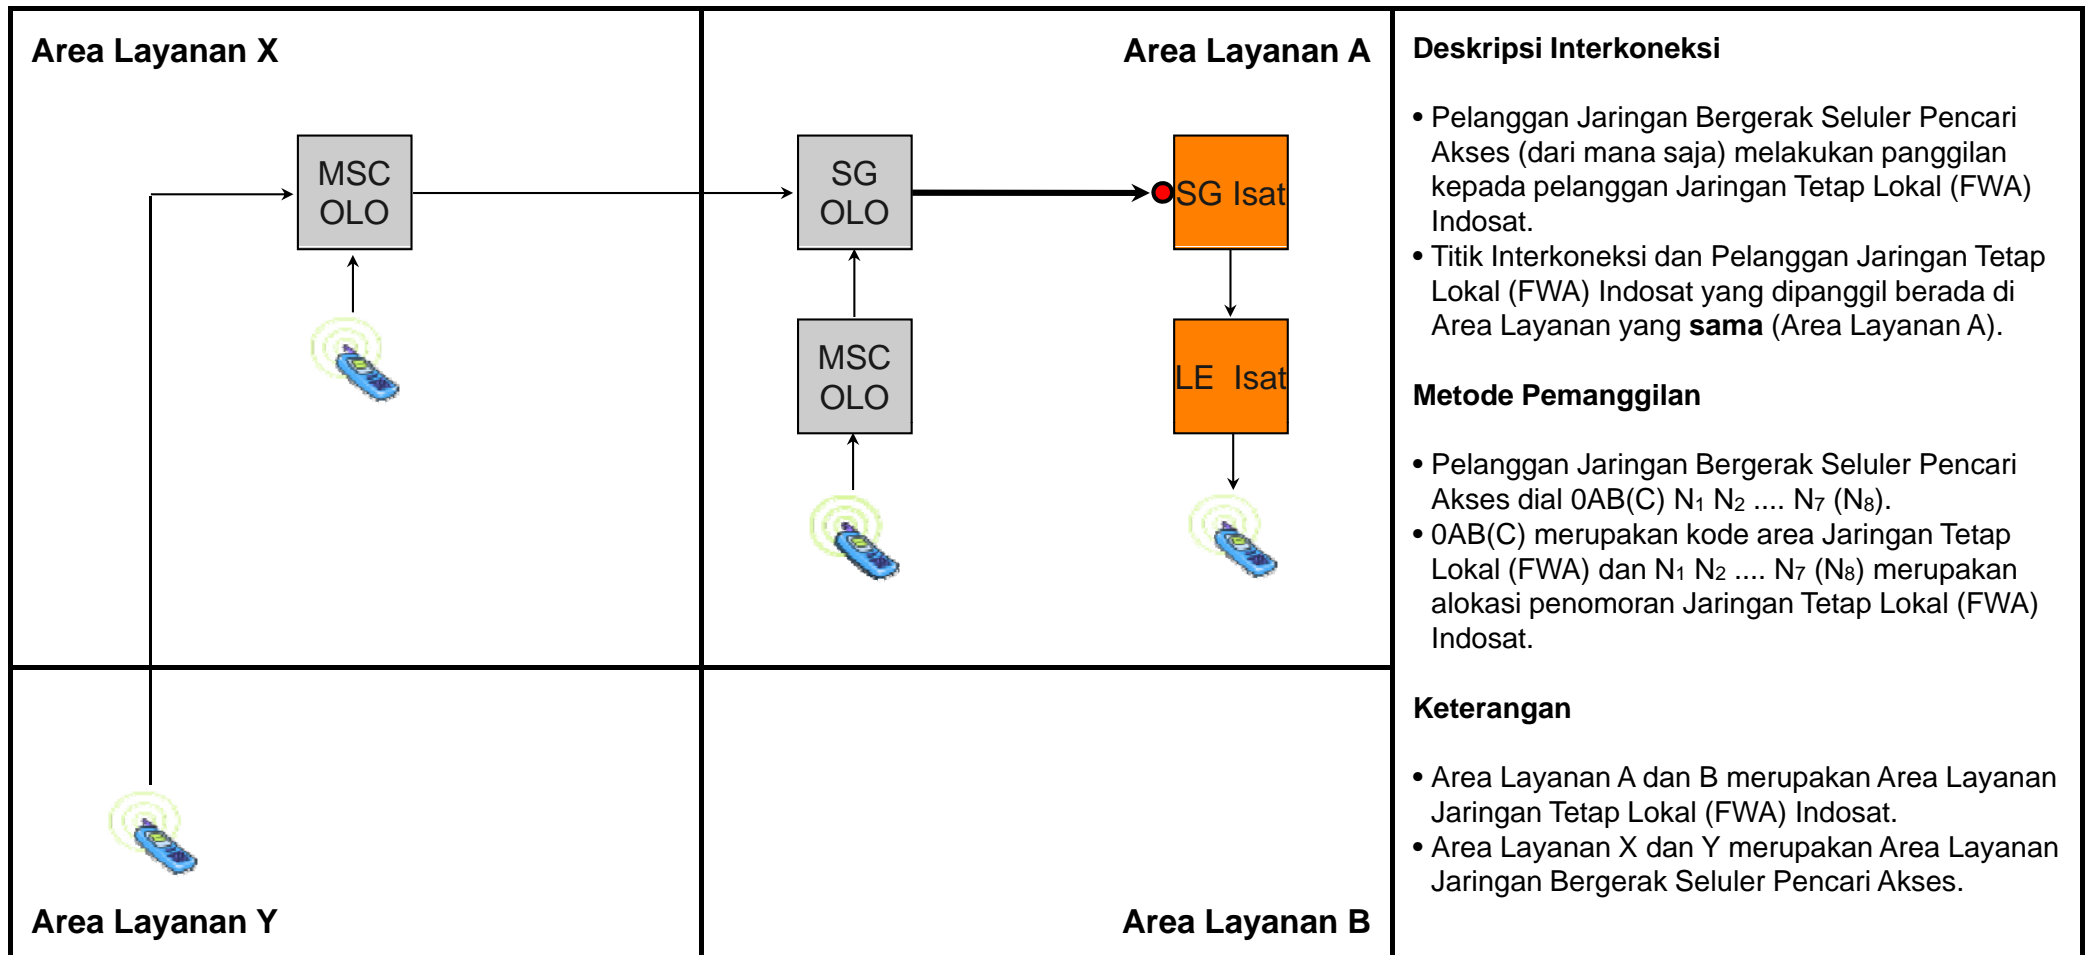 Area Layanan X
Area Layanan A
MSC
OLO
SG
OLO
SG Isat
MSC
OLO
LE Isat
Area Layanan Y
Area Layanan B
Deskripsi Interkoneksi
• Pelanggan Jaringan Bergerak Seluler Pencari
Akses (dari mana saja) melakukan panggilan
kepada pelanggan Jaringan Tetap Lokal (FWA)
Indosat.
• Titik Interkoneksi dan Pelanggan Jaringan Tetap
Lokal (FWA) Indosat yang dipanggil berada di
Area Layanan yang sama (Area Layanan A).
Metode Pemanggilan
• Pelanggan Jaringan Bergerak Seluler Pencari
Akses dial 0AB(C) N₁ N₂ .... N₇ (N₈).
• 0AB(C) merupakan kode area Jaringan Tetap
Lokal (FWA) dan N₁ N₂ .... N₇ (N₈) merupakan
alokasi penomoran Jaringan Tetap Lokal (FWA)
Indosat.
Keterangan
• Area Layanan A dan B merupakan Area Layanan
Jaringan Tetap Lokal (FWA) Indosat.
• Area Layanan X dan Y merupakan Area Layanan
Jaringan Bergerak Seluler Pencari Akses.